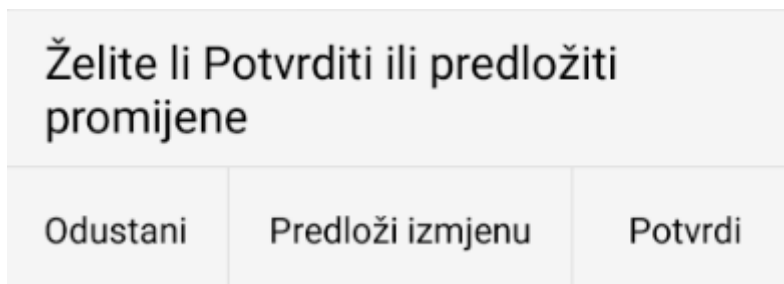 Želite li Potvrditi ili predložiti
promijene
Odustani Predloži izmjenu Potvrdi